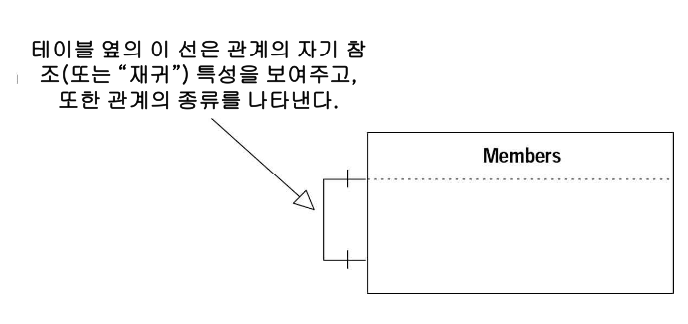 테이블 옆의 이 선은 관계의 자기 참
조(또는 “재귀”) 특성을 보여주고,
또한 관계의 종류를 나타낸다.
Members